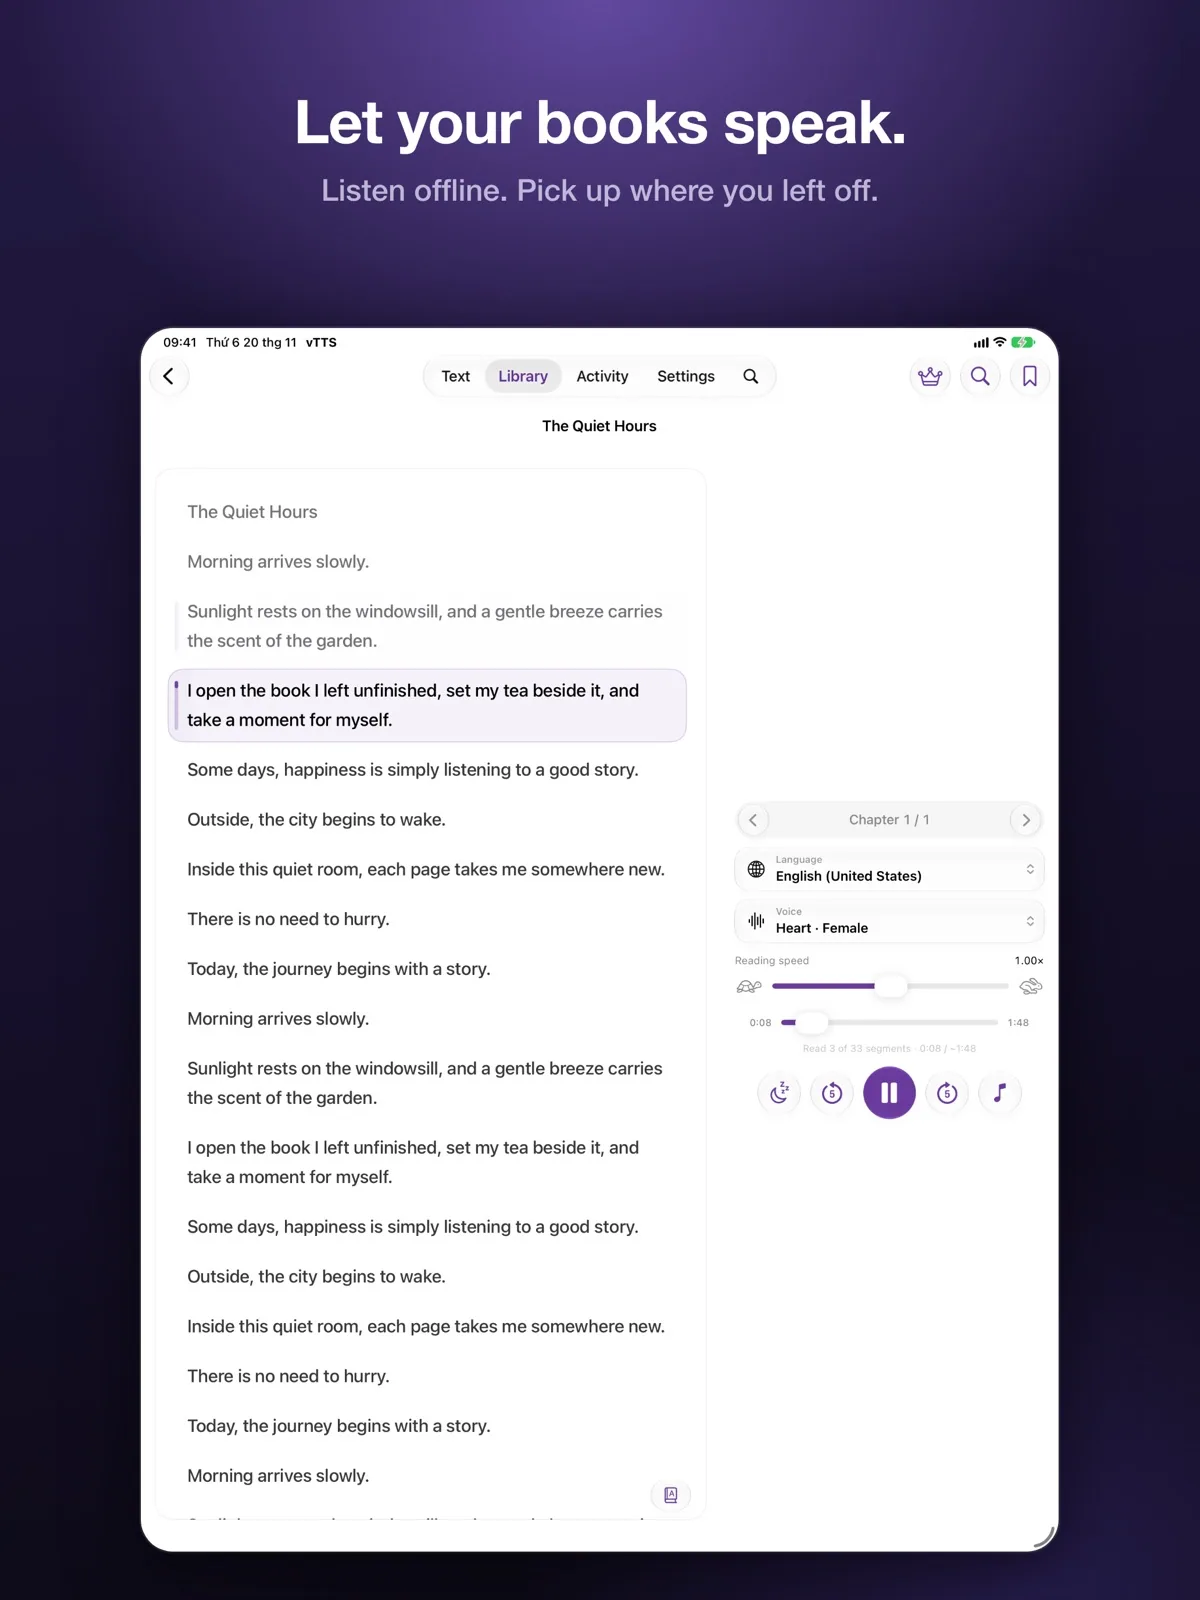 Let your books speak.
Listen offline. Pick up where you left off.
09:41 Thứ 6 20 thg 11 vTTS
Text Library Activity Settings
The Quiet Hours
The Quiet Hours
Morning arrives slowly.
Sunlight rests on the windowsill, and a gentle breeze carries
the scent of the garden.
I open the book I left unfinished, set my tea beside it, and
take a moment for myself.
Some days, happiness is simply listening to a good story.
Outside, the city begins to wake.
Inside this quiet room, each page takes me somewhere new.
There is no need to hurry.
Today, the journey begins with a story.
Morning arrives slowly.
Sunlight rests on the windowsill, and a gentle breeze carries
the scent of the garden.
I open the book I left unfinished, set my tea beside it, and
take a moment for myself.
Some days, happiness is simply listening to a good story.
Outside, the city begins to wake.
Inside this quiet room, each page takes me somewhere new.
There is no need to hurry.
Today, the journey begins with a story.
Morning arrives slowly.
Chapter 1 / 1
Language
English (United States)
Voice
Heart · Female
Reading speed 1.00×
0:08 1:48
Read 3 of 33 segments · 0:08 / ~1:48
5 5